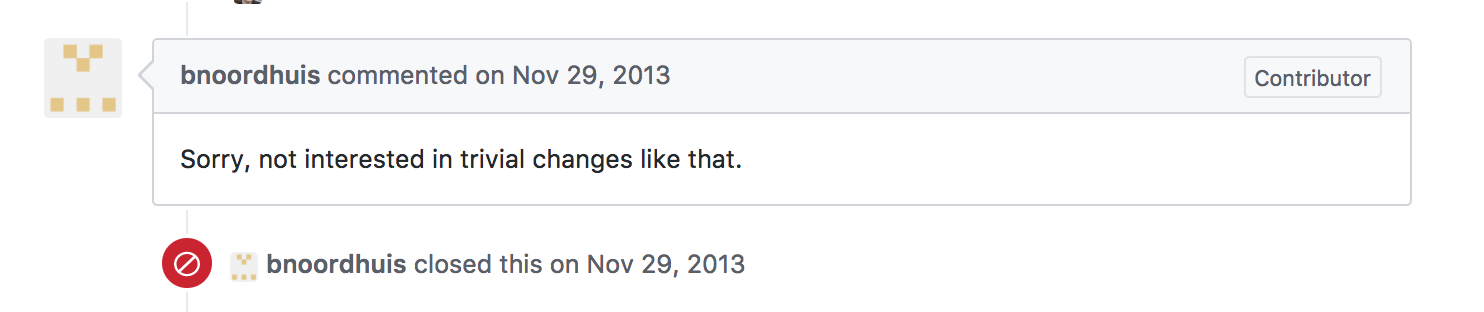 bnoordhuis commented on Nov 29, 2013
Contributor
Sorry, not interested in trivial changes like that.
bnoordhuis closed this on Nov 29, 2013